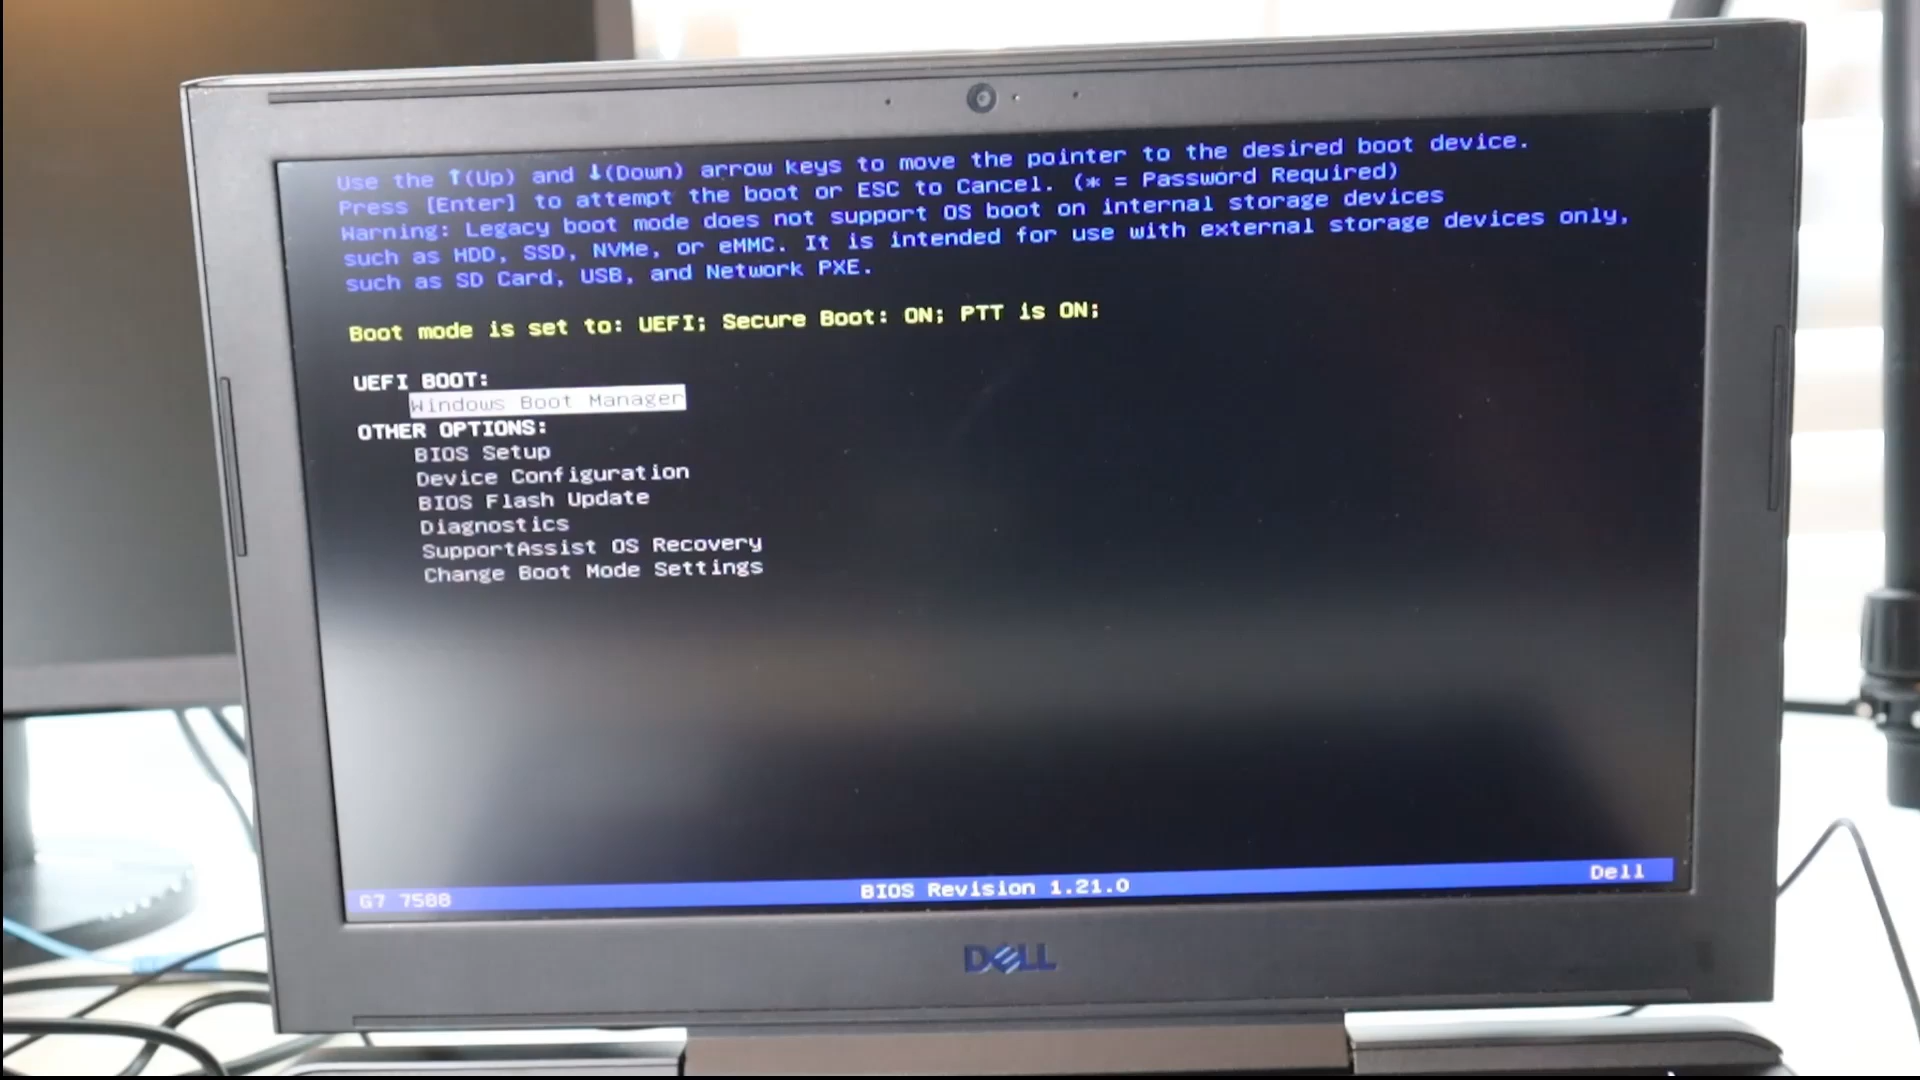 Use the ↑(Up) and ↓(Down) arrow keys to move the pointer to the desired boot device.
Press [Enter] to attempt the boot or ESC to Cancel. (* = Password Required)
Warning: Legacy boot mode does not support OS boot on internal storage devices
such as HDD, SSD, NVMe, or eMMC. It is intended for use with external storage devices only,
such as SD Card, USB, and Network PXE.
Boot mode is set to: UEFI; Secure Boot: ON; PTT is ON;
UEFI BOOT:
Windows Boot Manager
OTHER OPTIONS:
BIOS Setup
Device Configuration
BIOS Flash Update
Diagnostics
SupportAssist OS Recovery
Change Boot Mode Settings
G7 7588 BIOS Revision 1.21.0 Dell
DELL